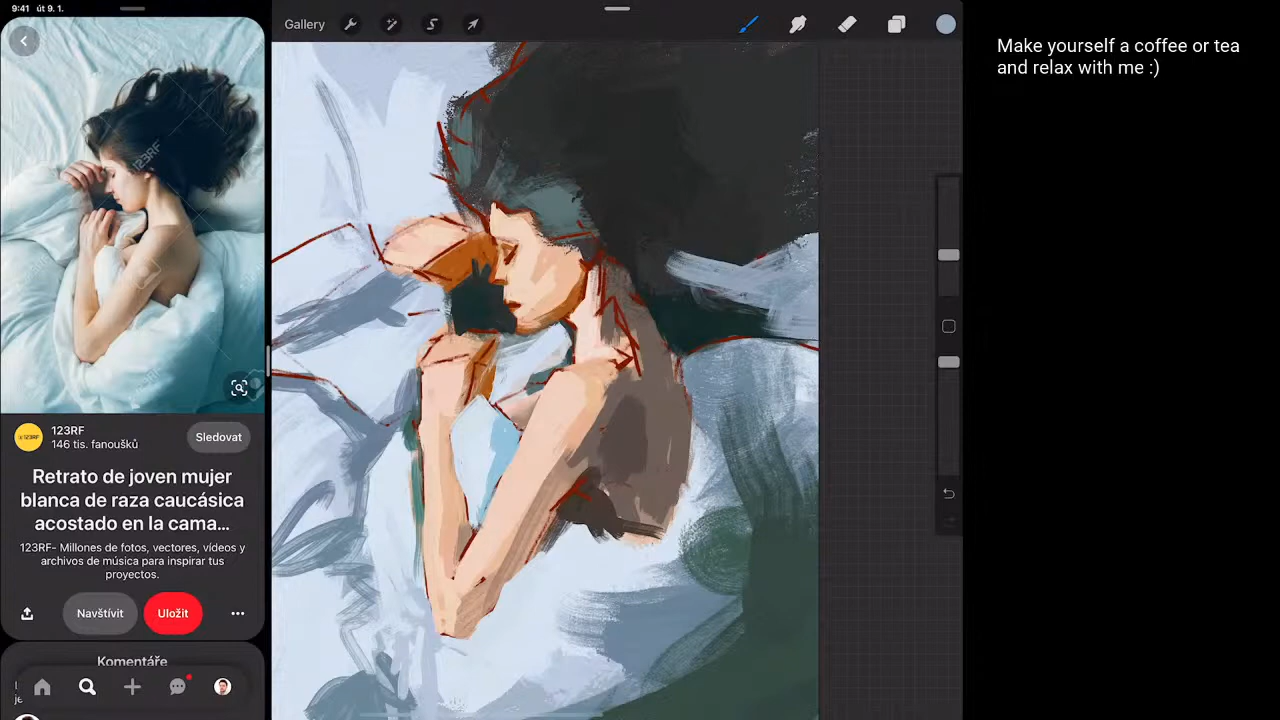 9:41 út 9. 1.
Gallery
Make yourself a coffee or tea
and relax with me :)
123RF
123RF
146 tis. fanoušků
Sledovat
Retrato de joven mujer
blanca de raza caucásica
acostado en la cama...
123RF- Millones de fotos, vectores, vídeos y
archivos de música para inspirar tus
proyectos.
Navštívit
Uložit
Komentáře